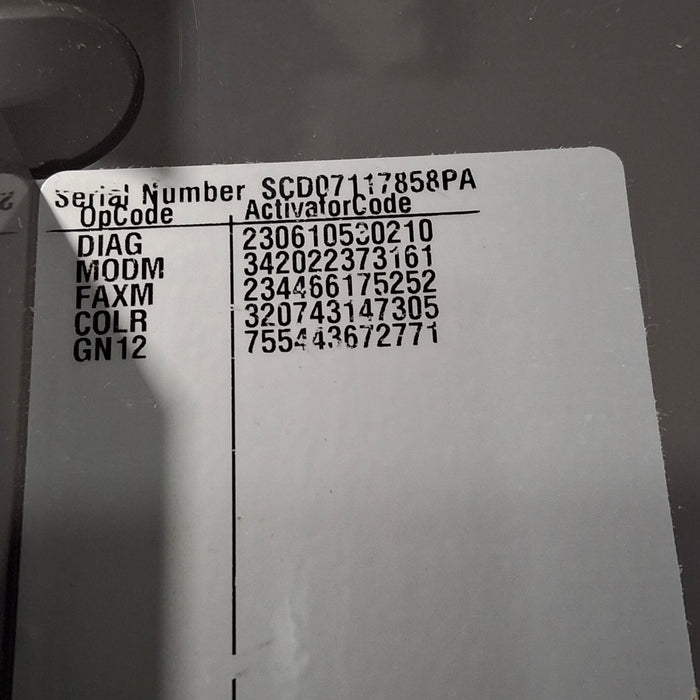 Serial Number SCD07117858PA
OpCode ActivatorCode
DIAG 230610530210
MODM 342022373161
FAXM 234466175252
COLR 320743147305
GN12 755443672771